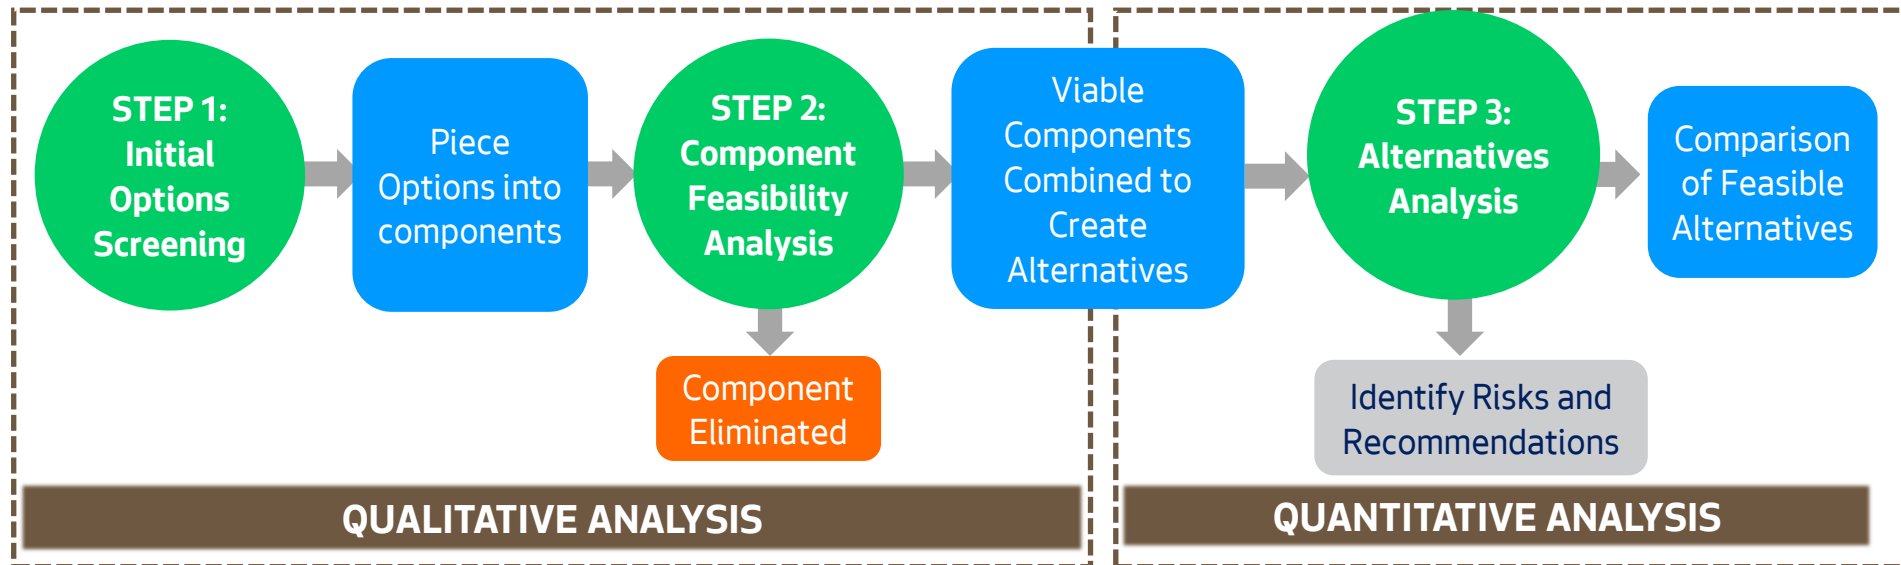 STEP 1:
Initial
Options
Screening
Piece
Options into
components
STEP 2:
Component
Feasibility
Analysis
Component
Eliminated
Viable
Components
Combined to
Create
Alternatives
STEP 3:
Alternatives
Analysis
Identify Risks and
Recommendations
Comparison
of Feasible
Alternatives
QUALITATIVE ANALYSIS
QUANTITATIVE ANALYSIS